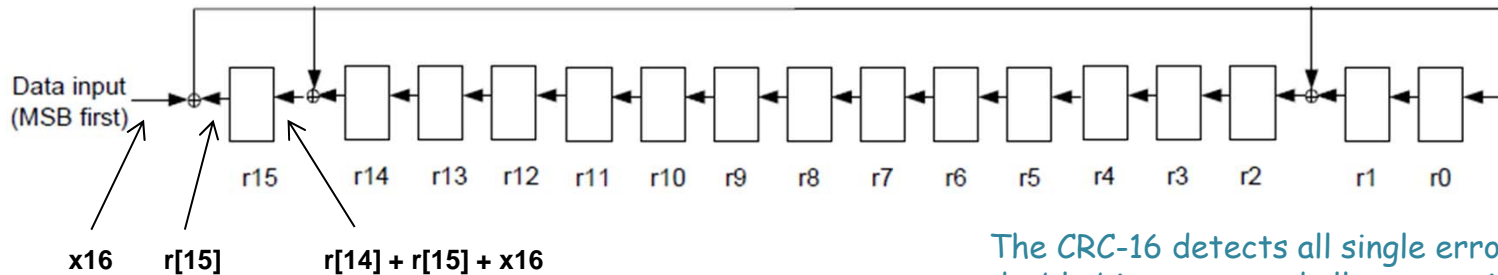 Data input
(MSB first)
r15 r14 r13 r12 r11 r10 r9 r8 r7 r6 r5 r4 r3 r2 r1 r0
x16 r[15] r[14] + r[15] + x16
The CRC-16 detects all single